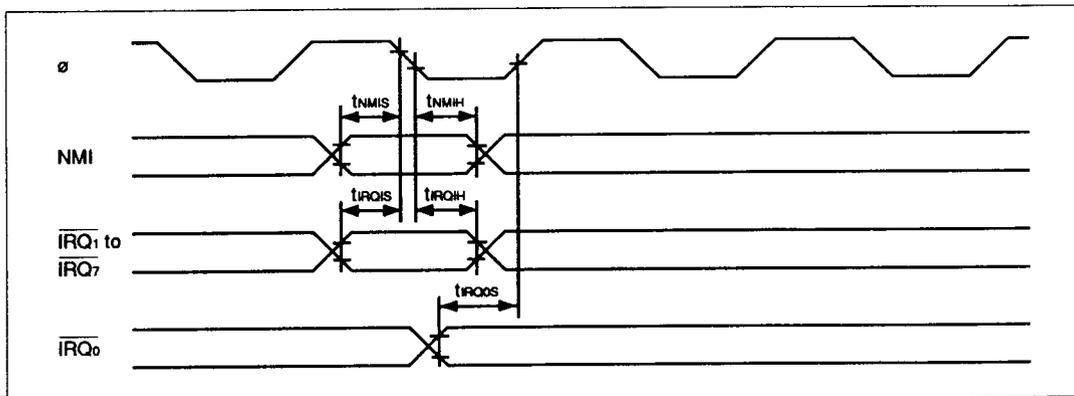 ø
tNMIS tNMIH
NMI
tIRQIS tIRQIH
IRQ1 to
IRQ7
tIRQ0S
IRQ0